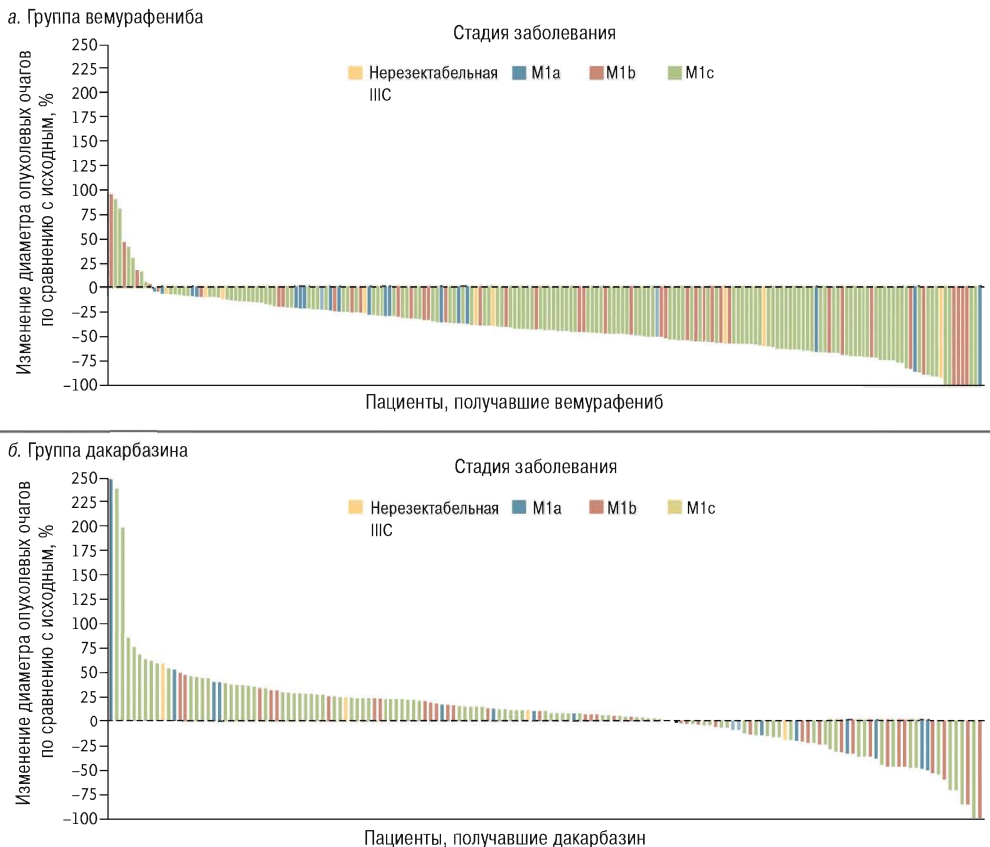 а. Группа вемурафениба
Стадия заболевания
Нерезектабельная IIIC
M1a
M1b
M1c
Изменение диаметра опухолевых очагов
по сравнению с исходным, %
250
225
200
175
150
125
100
75
50
25
0
–25
–50
–75
–100
Пациенты, получавшие вемурафениб
б. Группа дакарбазина
Стадия заболевания
Нерезектабельная IIIC
M1a
M1b
M1c
Изменение диаметра опухолевых очагов
по сравнению с исходным, %
250
225
200
175
150
125
100
75
50
25
0
–25
–50
–75
–100
Пациенты, получавшие дакарбазин